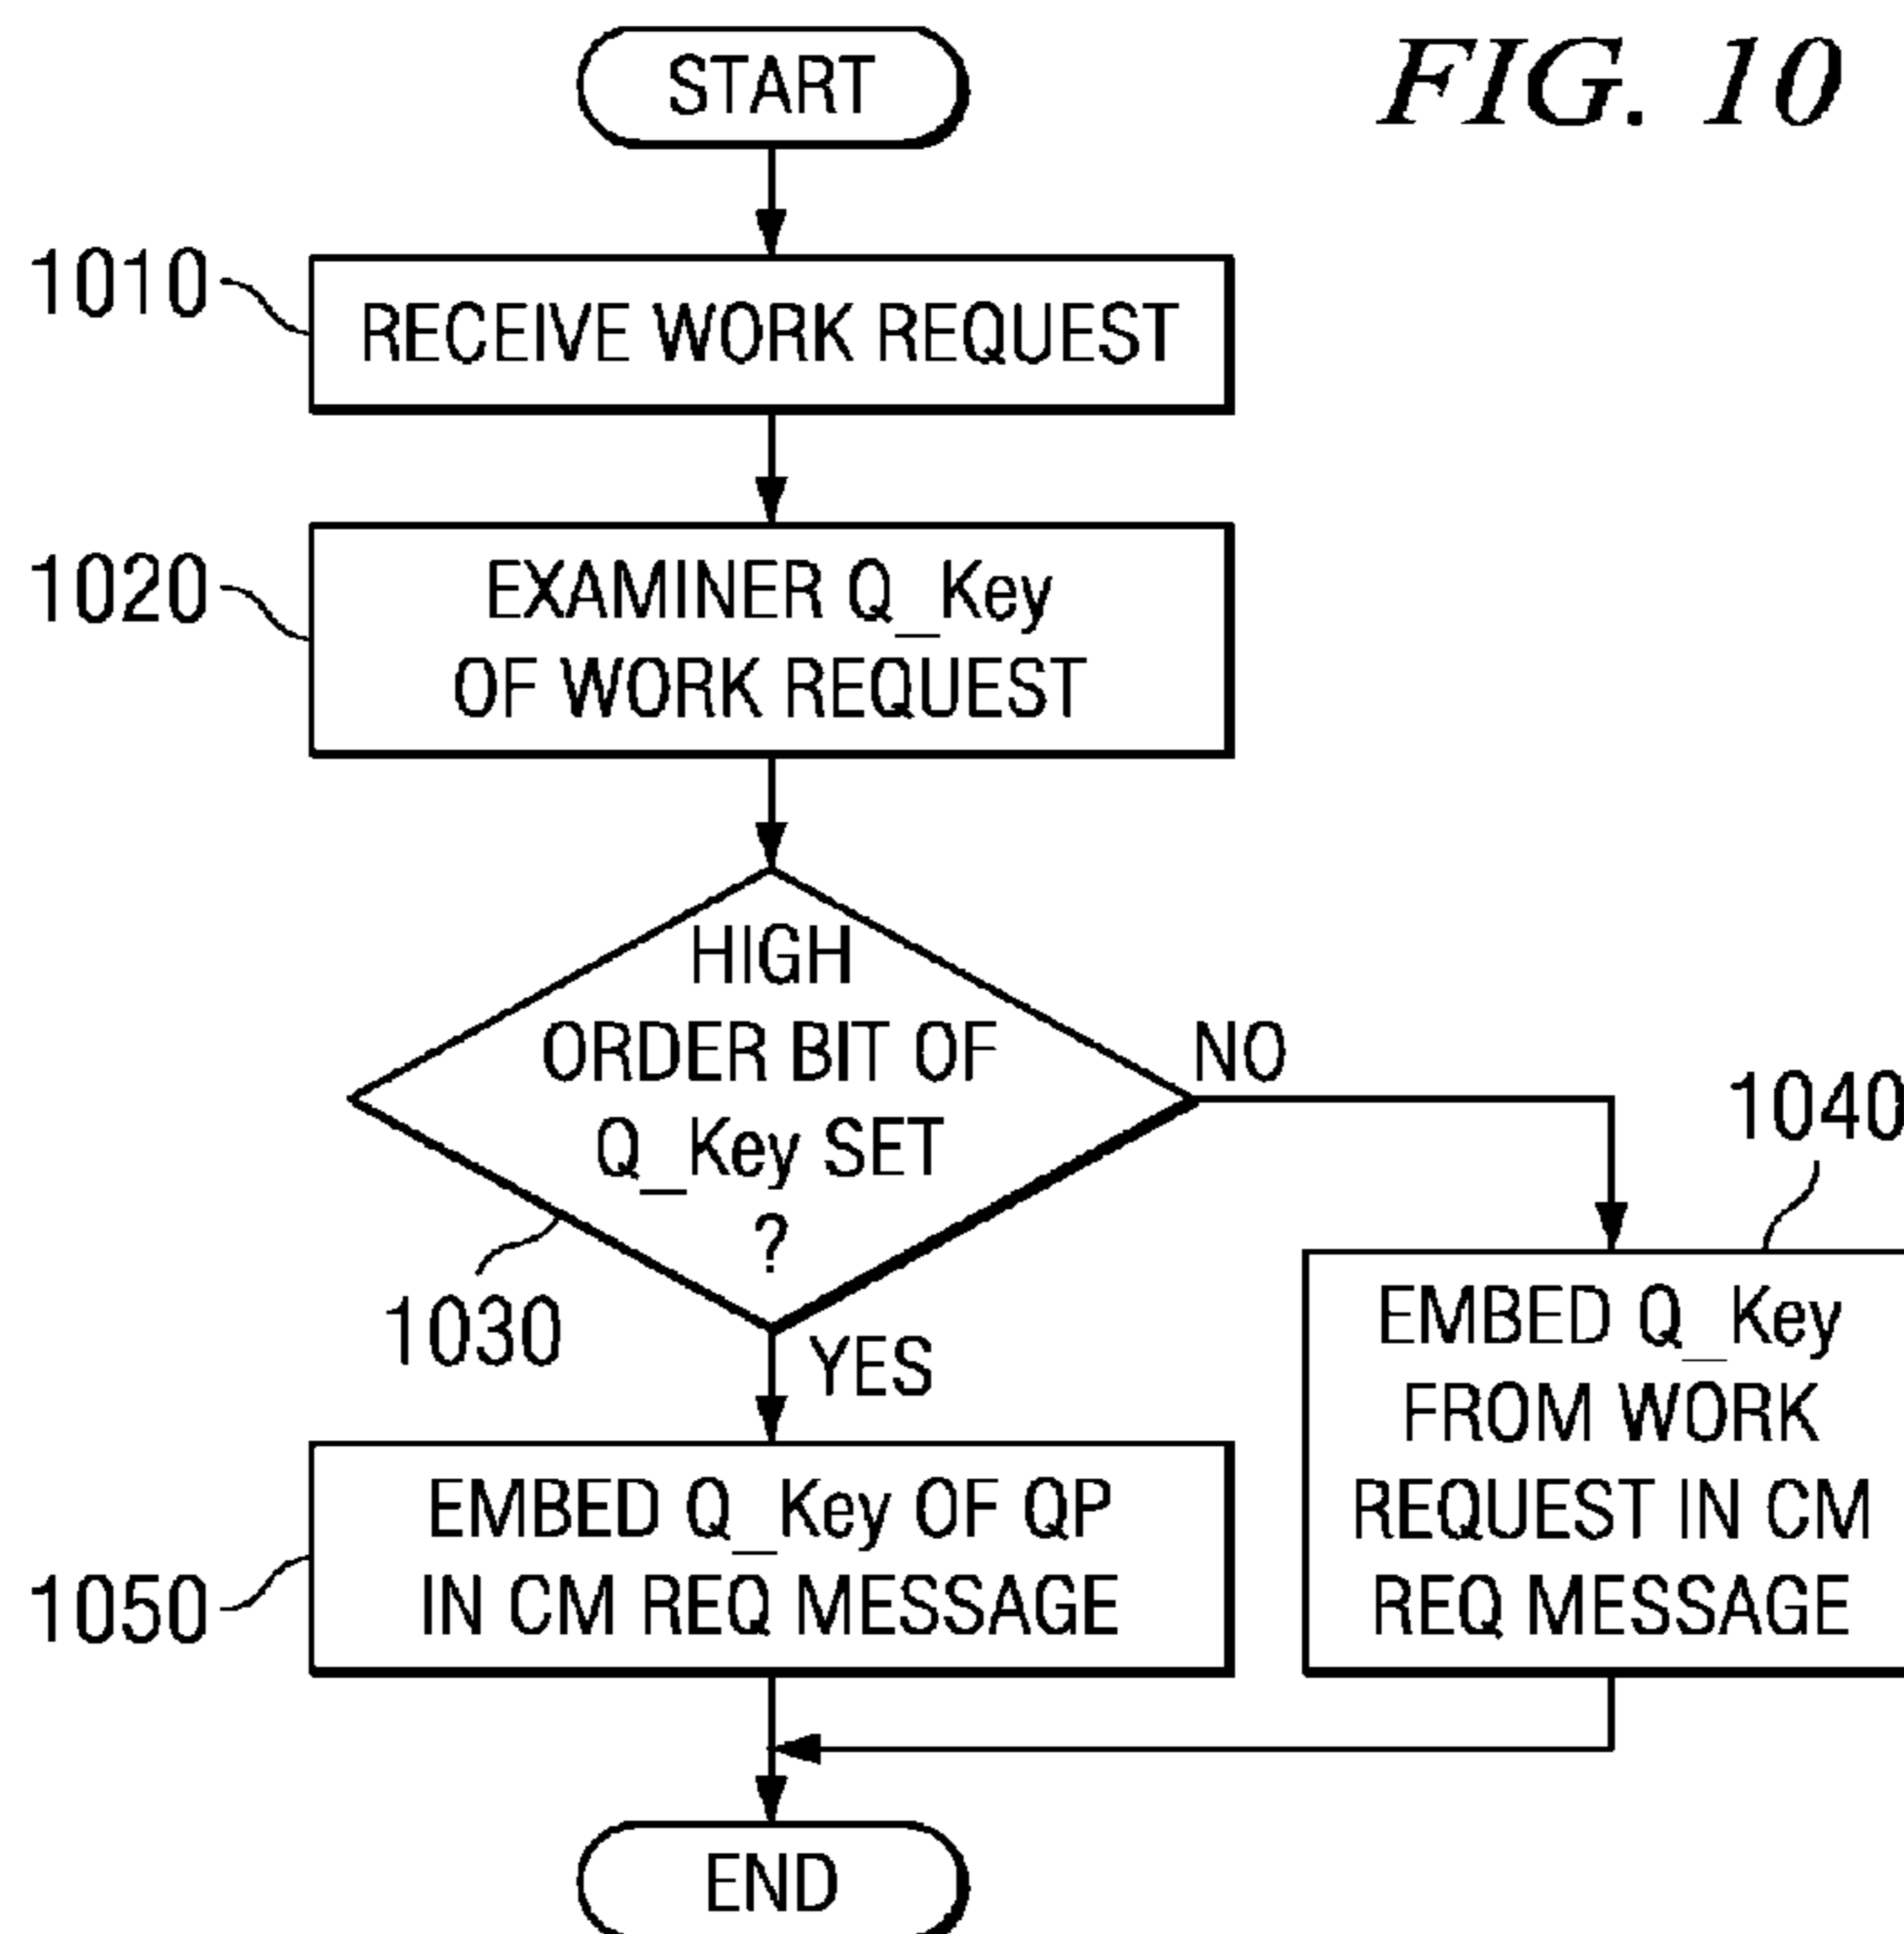 START
FIG. 10
1010
RECEIVE WORK REQUEST
1020
EXAMINER Q_Key
OF WORK REQUEST
HIGH
ORDER BIT OF
Q_Key SET
?
NO
1030
YES
1040
EMBED Q_Key
FROM WORK
REQUEST IN CM
REQ MESSAGE
1050
EMBED Q_Key OF QP
IN CM REQ MESSAGE
END